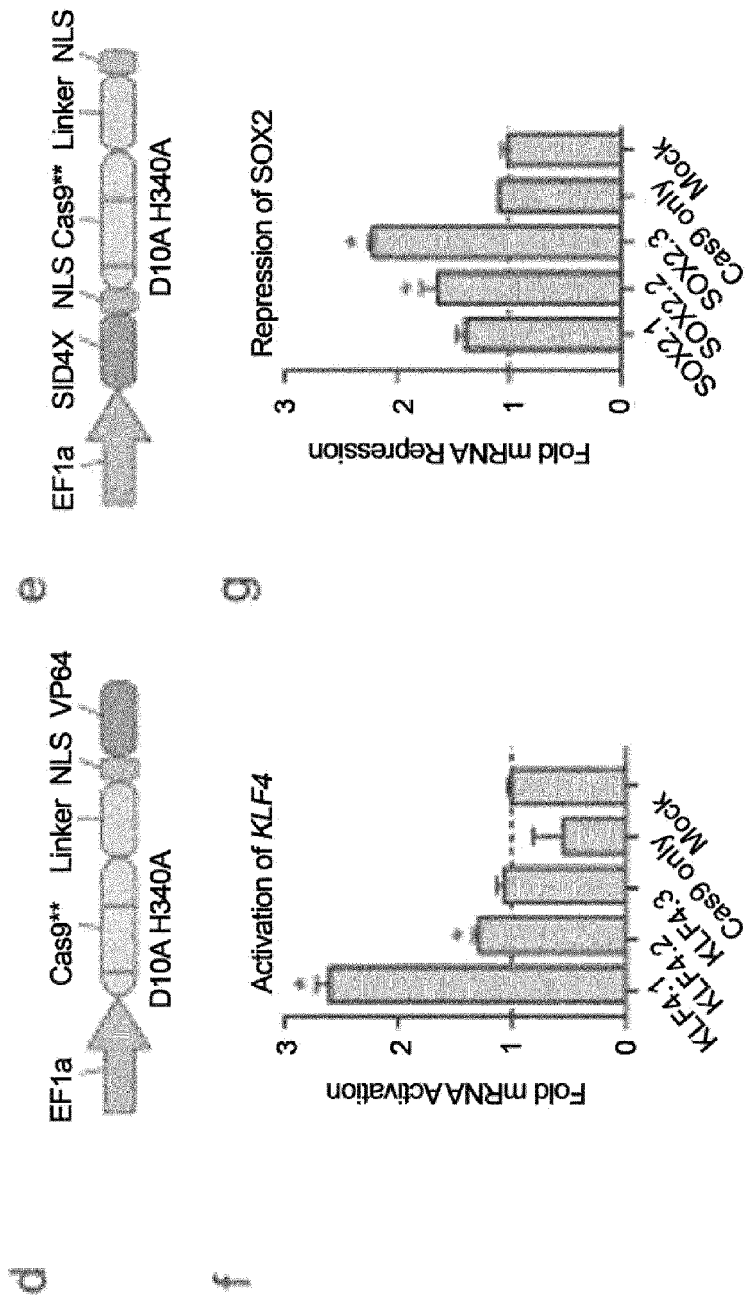 d
EF1a Cas9** Linker NLS VP64
D10A H340A
e
EF1a SID4X NLS Cas9** Linker NLS
D10A H340A
f
Activation of KLF4
Fold mRNA Activation
3
2
1
0
KLF4.1
KLF4.2
KLF4.3
Cas9 only
Mock
*
*
g
Repression of SOX2
Fold mRNA Repression
3
2
1
0
SOX2.1
SOX2.2
SOX2.3
Cas9 only
Mock
*
*